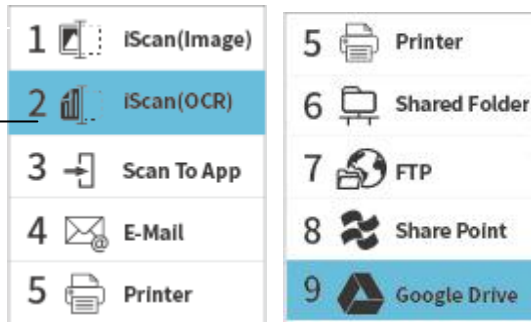 1 iScan(Image)
2 iScan(OCR)
3 Scan To App
4 E-Mail
5 Printer
5 Printer
6 Shared Folder
7 FTP
8 Share Point
9 Google Drive